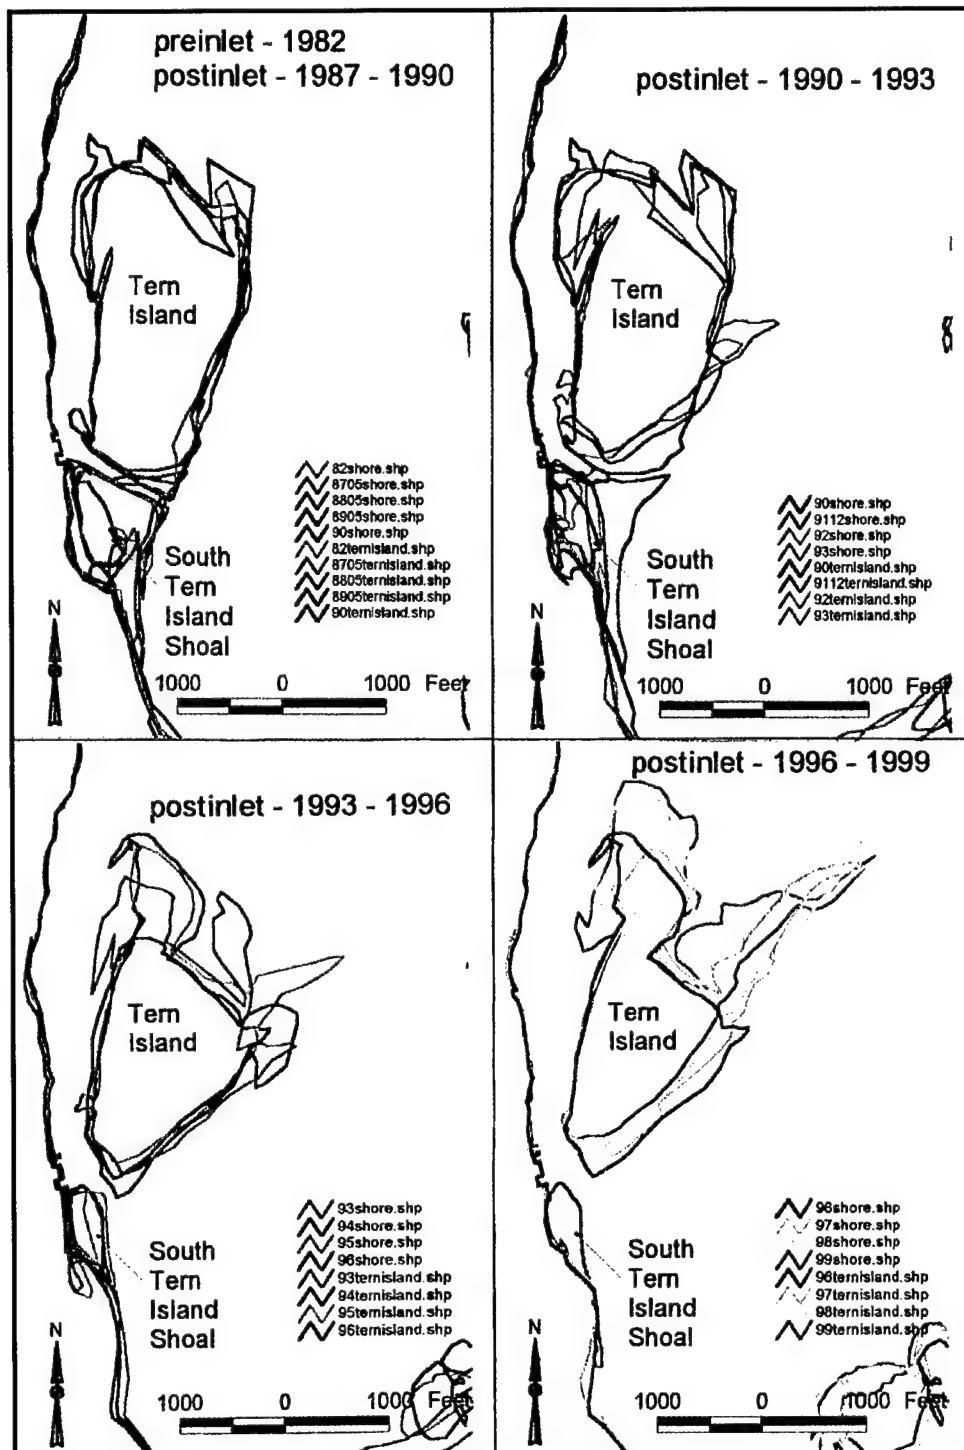 preinlet - 1982
postinlet - 1987 - 1990
Tern
Island
82shore.shp
8705shore.shp
8805shore.shp
8905shore.shp
90shore.shp
82ternisland.shp
8705ternisland.shp
8805ternisland.shp
8905ternisland.shp
90ternisland.shp
South
Tern
Island
Shoal
N
1000 0 1000 Feet
postinlet - 1990 - 1993
Tern
Island
90shore.shp
9112shore.shp
92shore.shp
93shore.shp
90ternisland.shp
9112ternisland.shp
92ternisland.shp
93ternisland.shp
South
Tern
Island
Shoal
N
1000 0 1000 Feet
postinlet - 1993 - 1996
Tern
Island
93shore.shp
94shore.shp
95shore.shp
96shore.shp
93ternisland.shp
94ternisland.shp
95ternisland.shp
96ternisland.shp
South
Tern
Island
Shoal
N
1000 0 1000 Feet
postinlet - 1996 - 1999
Tern
Island
96shore.shp
97shore.shp
98shore.shp
99shore.shp
96ternisland.shp
97ternisland.shp
98ternisland.shp
99ternisland.shp
South
Tern
Island
Shoal
N
1000 0 1000 Feet